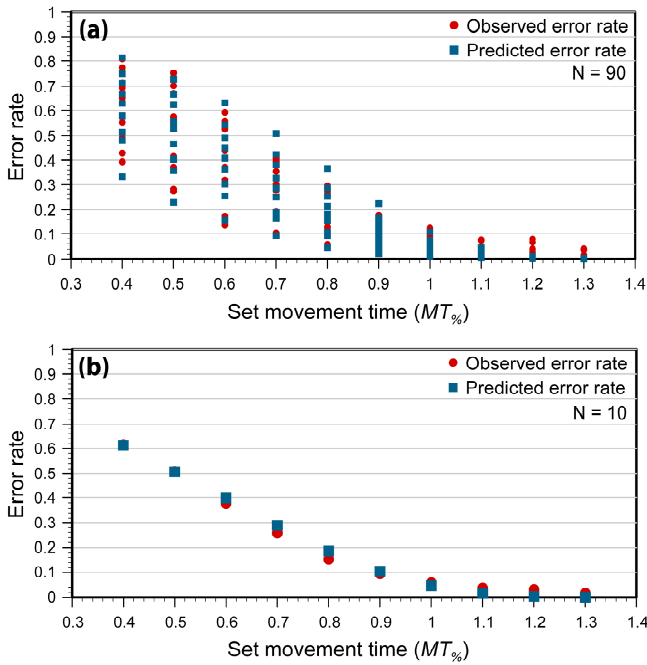 (a)
Observed error rate
Predicted error rate
N = 90
Error rate
1
0.9
0.8
0.7
0.6
0.5
0.4
0.3
0.2
0.1
0
0.3 0.4 0.5 0.6 0.7 0.8 0.9 1 1.1 1.2 1.3 1.4
Set movement time (MT%)
(b)
Observed error rate
Predicted error rate
N = 10
Error rate
1
0.9
0.8
0.7
0.6
0.5
0.4
0.3
0.2
0.1
0
0.3 0.4 0.5 0.6 0.7 0.8 0.9 1 1.1 1.2 1.3 1.4
Set movement time (MT%)